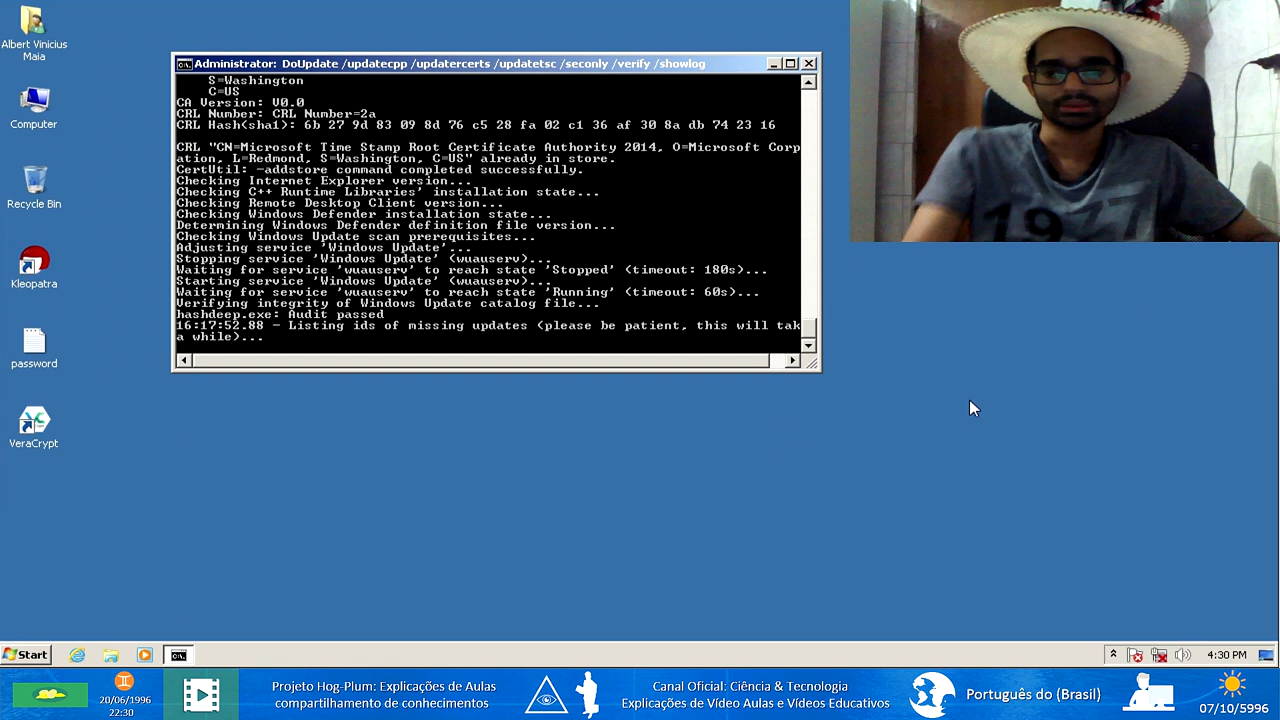 Albert Vinicius
Maia
Computer
Recycle Bin
Kleopatra
password
VeraCrypt
Administrator: DoUpdate /updatecpp /updatercerts /updatetsc /seconly /verify /showlog
S=Washington
C=US
CA Version: V0.0
CRL Number: CRL Number=2a
CRL Hash(sha1): 6b 27 9d 83 09 8d 76 c5 28 fa 02 c1 36 af 30 8a db 74 23 16
CRL "CN=Microsoft Time Stamp Root Certificate Authority 2014, O=Microsoft Corp
ation, L=Redmond, S=Washington, C=US" already in store.
CertUtil: -addstore command completed successfully.
Checking Internet Explorer version...
Checking C++ Runtime Libraries' installation state...
Checking Remote Desktop Client version...
Checking Windows Defender installation state...
Determining Windows Defender definition file version...
Checking Windows Update scan prerequisites...
Adjusting service 'Windows Update'...
Stopping service 'Windows Update' (wuauserv)...
Waiting for service 'wuauserv' to reach state 'Stopped' (timeout: 180s)...
Starting service 'Windows Update' (wuauserv)...
Waiting for service 'wuauserv' to reach state 'Running' (timeout: 60s)...
Verifying integrity of Windows Update catalog file...
hashdeep.exe: Audit passed
16:17:52.88 - Listing ids of missing updates (please be patient, this will tak
a while)...
1977
Start
4:30 PM
20/06/1996
22:30
Projeto Hog-Plum: Explicações de Aulas
compartilhamento de conhecimentos
Canal Oficial: Ciência & Tecnologia
Explicações de Vídeo Aulas e Vídeos Educativos
Português do (Brasil)
07/10/5996